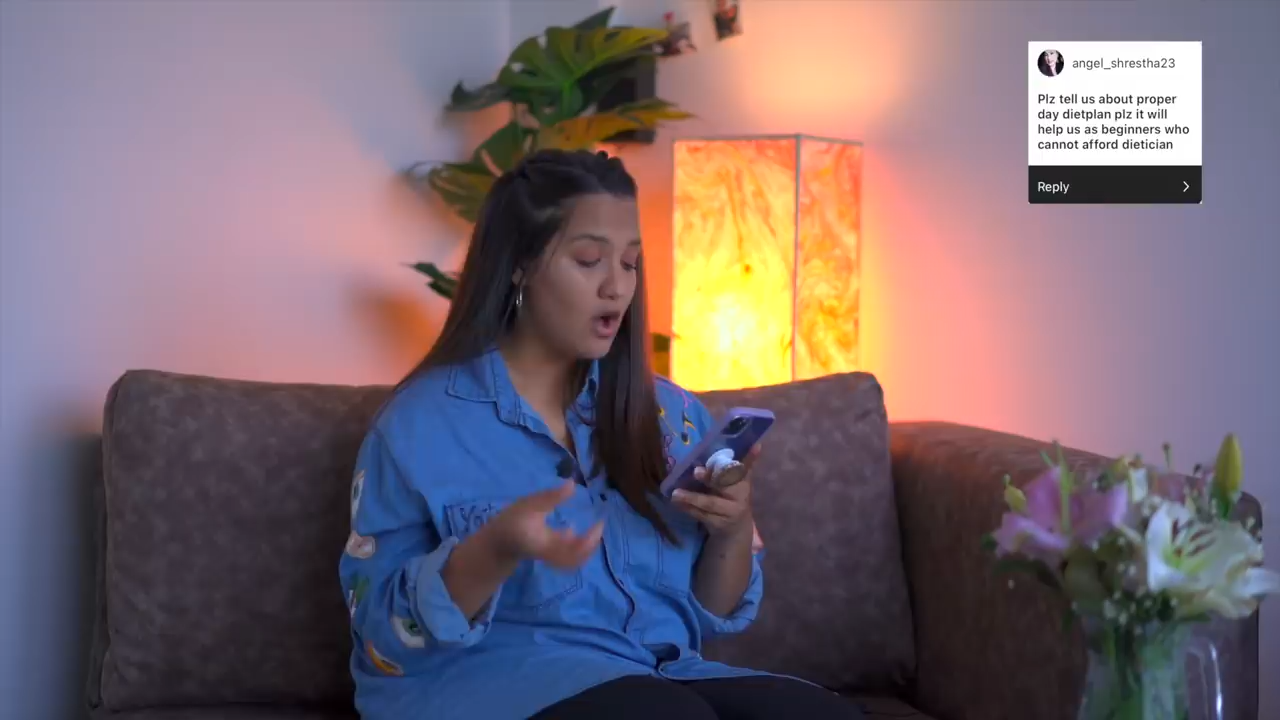 angel_shrestha23
Plz tell us about proper
day dietplan plz it will
help us as beginners who
cannot afford dietician
Reply